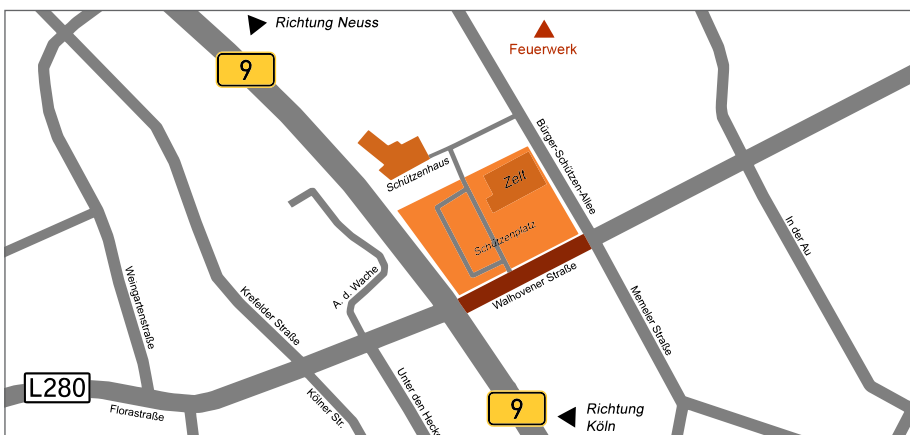 Richtung Neuss
9
Feuerwerk
Bürger-Schützen-Allee
Schützenhaus
Zelt
Schützenplatz
In der Au
Walhovener Straße
A. d. Wache
Weingartenstraße
Krefelder Straße
Memeler Straße
L280
Florastraße
Kölner Str.
Unter den Hecke
9
Richtung
Köln